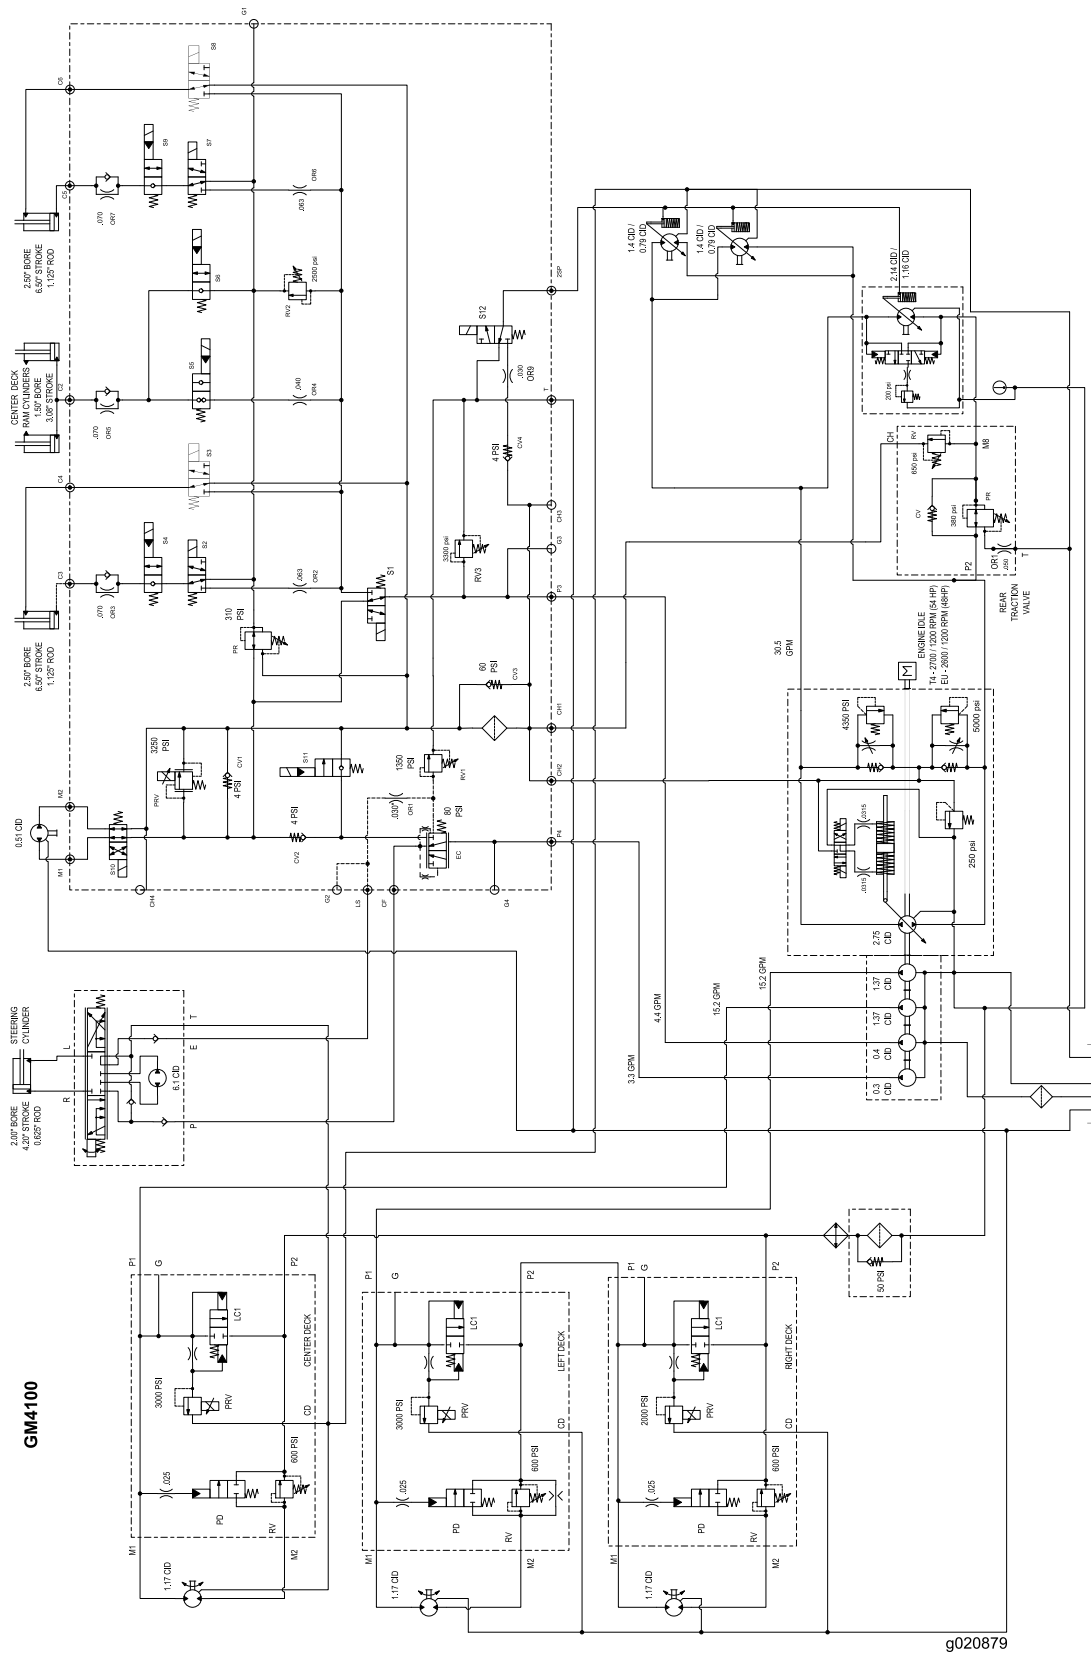 G1
C6
S8
S9
S7
C5
.070
OR7
OR6
.063
2.50" BORE
6.50" STROKE
1.125" ROD
S6
2500 psi
RV2
2SP
S12
1.4 CID /
0.79 CID
1.4 CID /
0.79 CID
2.14 CID /
1.16 CID
CENTER DECK
RAM CYLINDERS
1.50" BORE
3.08" STROKE
C2
.070
OR5
S5
.040
OR4
.030
OR9
T
200 psi
C4
S3
4 PSI
CV4
CH
RV
650 psi
M8
CV
380 psi
PR
CH3
G3
3300 psi
RV3
C3
.070
OR3
S4
S2
.063
OR2
S1
P3
P2
OR1
.050
T
REAR
TRACTION
VALVE
2.50" BORE
6.50" STROKE
1.125" ROD
310
PSI
PR
60
PSI
CV3
CH1
30.5
GPM
M
ENGINE IDLE
T4 - 2700 / 1200 RPM (54 HP)
EU - 2600 / 1200 RPM (48HP)
4350 PSI
5000 psi
3250
PSI
PRV
CV1
4 PSI
S11
1350
PSI
RV1
CH2
0.51 CID
M2
M1
S10
4 PSI
CV2
.030"
OR1
80
PSI
EC
P4
.0315
.0315
250 psi
CH4
G2
LS
CF
G4
2.75
CID
STEERING
CYLINDER
2.00" BORE
4.20" STROKE
0.625" ROD
L
R
6.1 CID
T
E
P
15.2 GPM
15.2 GPM
4.4 GPM
3.3 GPM
1.37
CID
1.37
CID
0.4
CID
0.3
CID
50 PSI
GM4100
P1
G
P2
LC1
3000 PSI
PRV
CENTER DECK
CD
600 PSI
.025
PD
RV
M1
M2
1.17 CID
P1
G
P2
LC1
3000 PSI
PRV
LEFT DECK
CD
600 PSI
.025
PD
RV
M1
M2
1.17 CID
P1
G
P2
LC1
2000 PSI
PRV
RIGHT DECK
CD
600 PSI
.025
PD
RV
M1
M2
1.17 CID
g020879